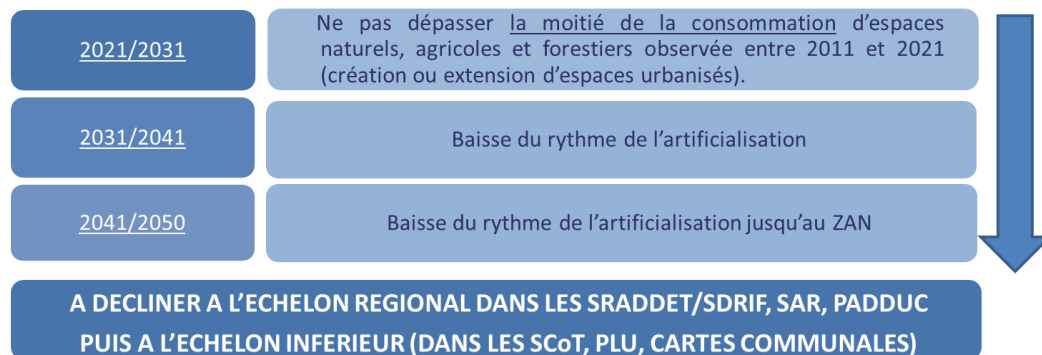 2021/2031
Ne pas dépasser la moitié de la consommation d'espaces
naturels, agricoles et forestiers observée entre 2011 et 2021
(création ou extension d'espaces urbanisés).
2031/2041
Baisse du rythme de l'artificialisation
2041/2050
Baisse du rythme de l'artificialisation jusqu'au ZAN
A DECLINER A L'ECHELON REGIONAL DANS LES SRADDET/SDRIF, SAR, PADDUC
PUIS A L'ECHELON INFERIEUR (DANS LES SCoT, PLU, CARTES COMMUNALES)